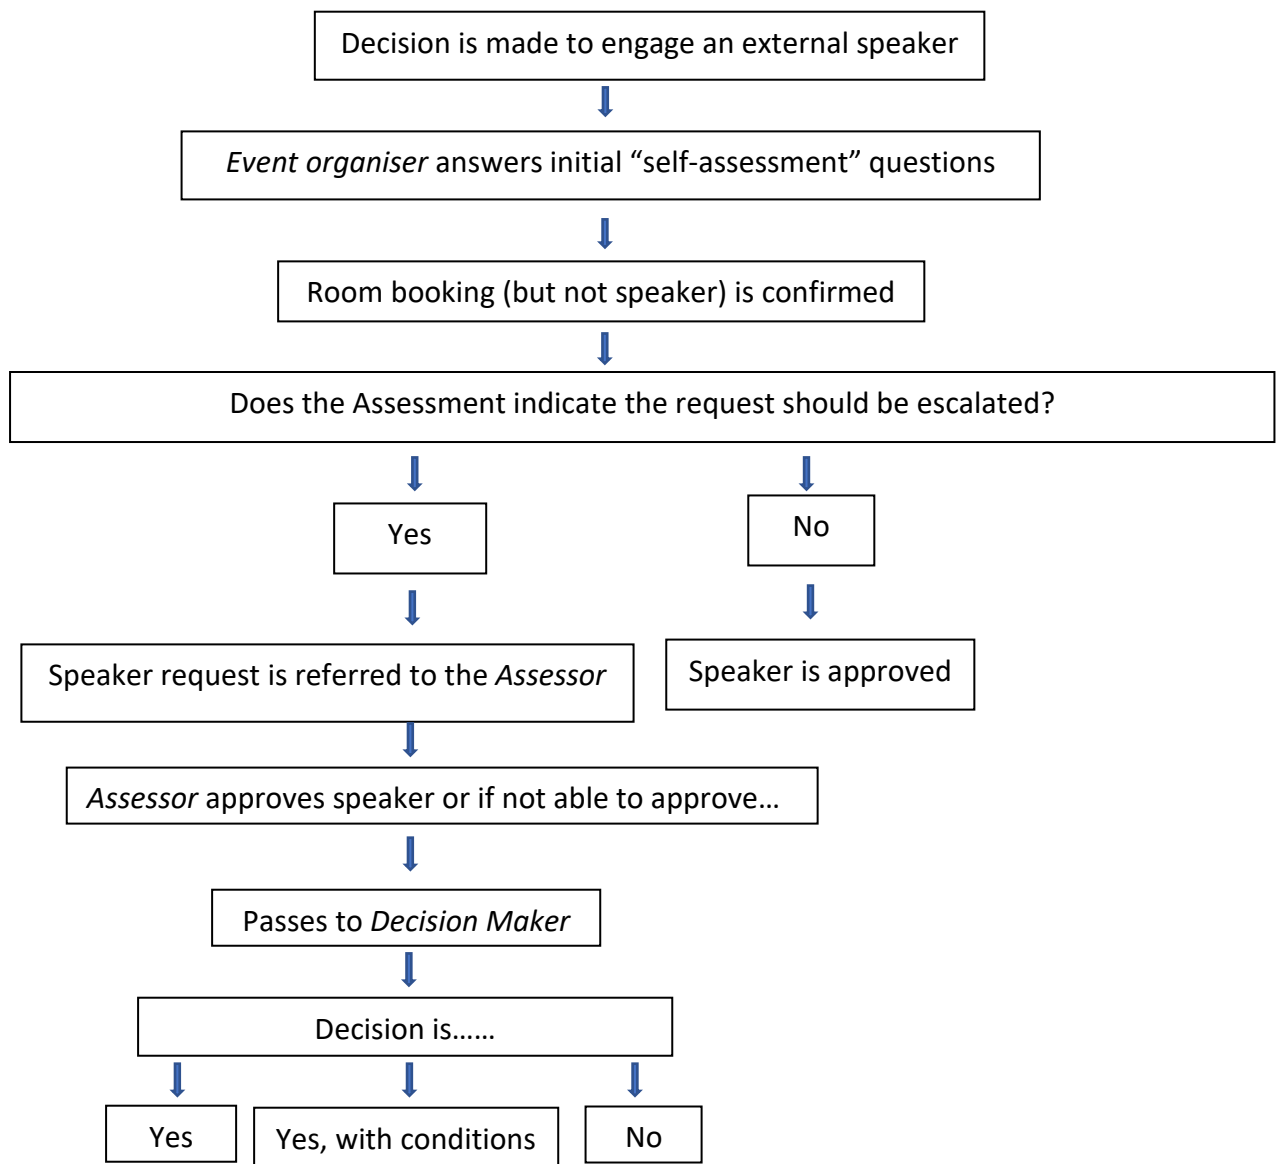 Decision is made to engage an external speaker
Event organiser answers initial “self-assessment” questions
Room booking (but not speaker) is confirmed
Does the Assessment indicate the request should be escalated?
Yes
No
Speaker request is referred to the Assessor
Speaker is approved
Assessor approves speaker or if not able to approve…
Passes to Decision Maker
Decision is……
Yes
Yes, with conditions
No